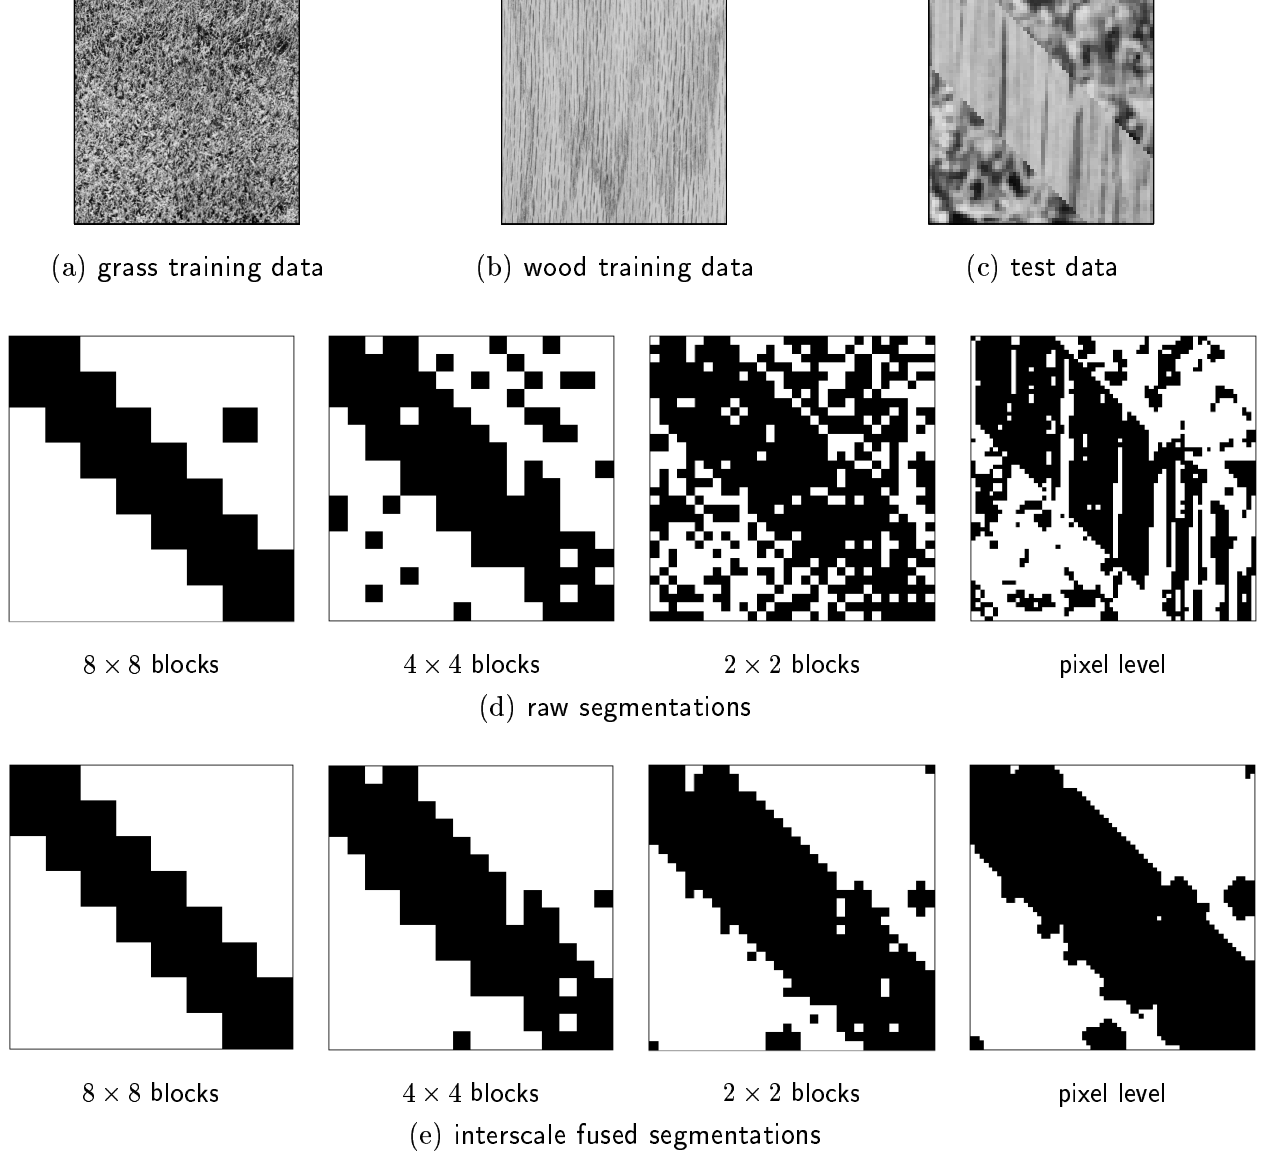 (a) grass training data (b) wood training data (c) test data
8 × 8 blocks 4 × 4 blocks 2 × 2 blocks pixel level
(d) raw segmentations
8 × 8 blocks 4 × 4 blocks 2 × 2 blocks pixel level
(e) interscale fused segmentations